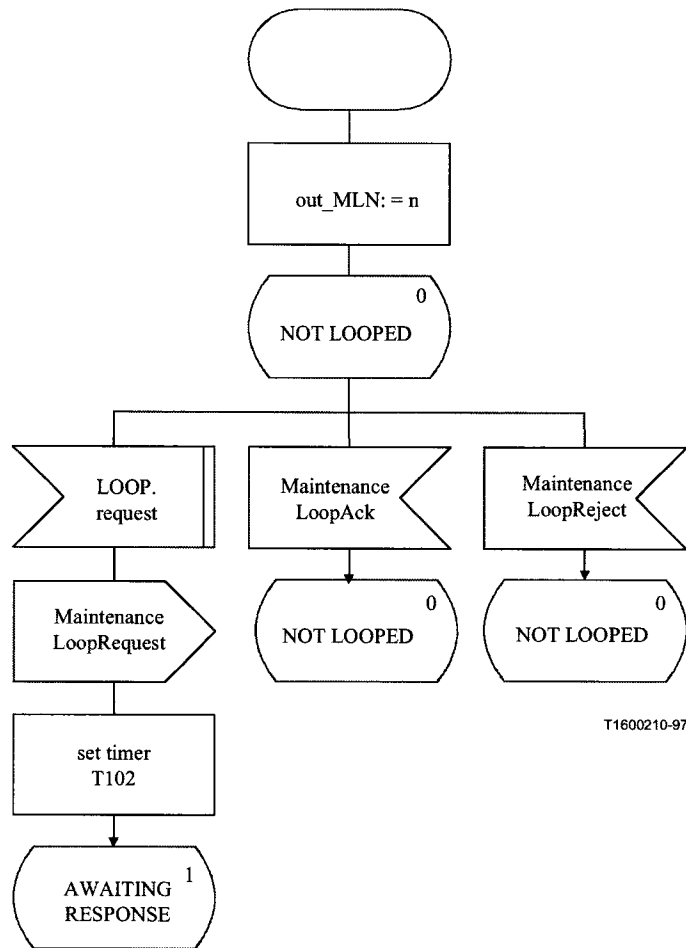 out_MLN: = n
0
NOT LOOPED
LOOP.
request
Maintenance
LoopAck
Maintenance
LoopReject
Maintenance
LoopRequest
0
NOT LOOPED
0
NOT LOOPED
set timer
T102
T1600210-97
1
AWAITING
RESPONSE